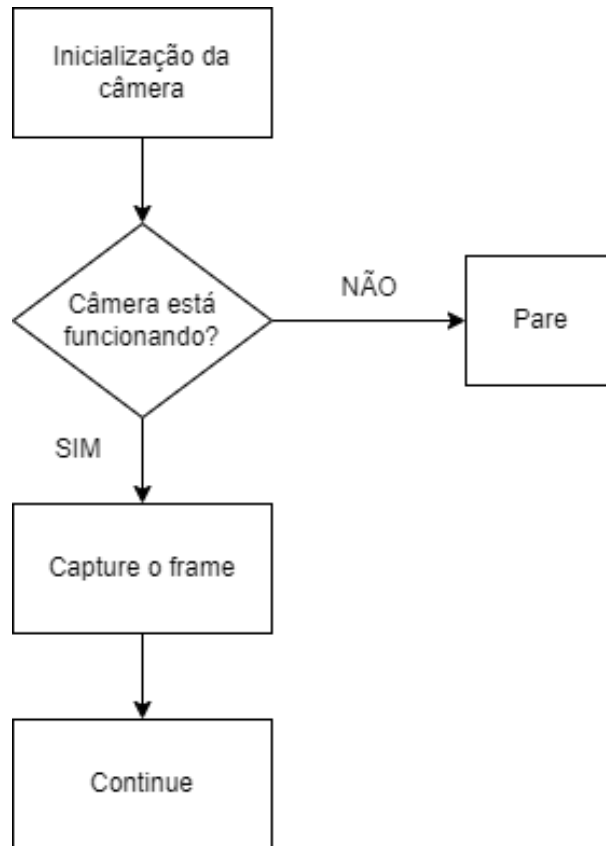 Inicialização da
câmera
Câmera está
funcionando?
NÃO
Pare
SIM
Capture o frame
Continue